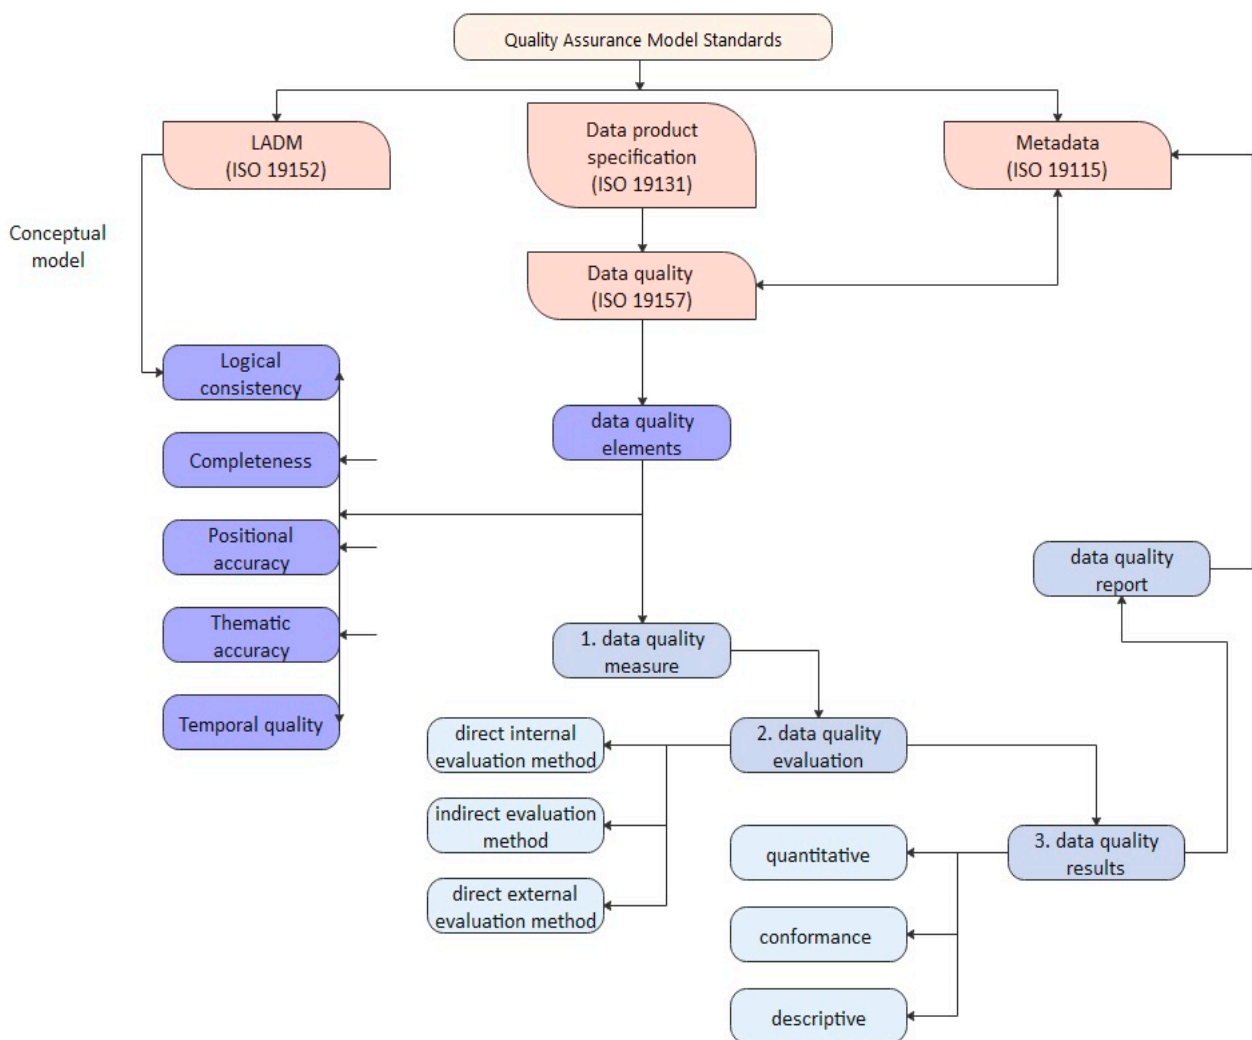 Quality Assurance Model Standards
LADM
(ISO 19152)
Data product
specification
(ISO 19131)
Metadada
(ISO 19115)
Conceptual
model
Data quality
(ISO 19157)
Logical
consistency
data quality
elements
Completeness
Positional
accuracy
data quality
report
Thematic
accuracy
1. data quality
measure
Temporal quality
direct internal
evaluation method
2. data quality
evaluation
indirect evaluation
method
quantitative
3. data quality
results
direct external
evaluation method
conformance
descriptive